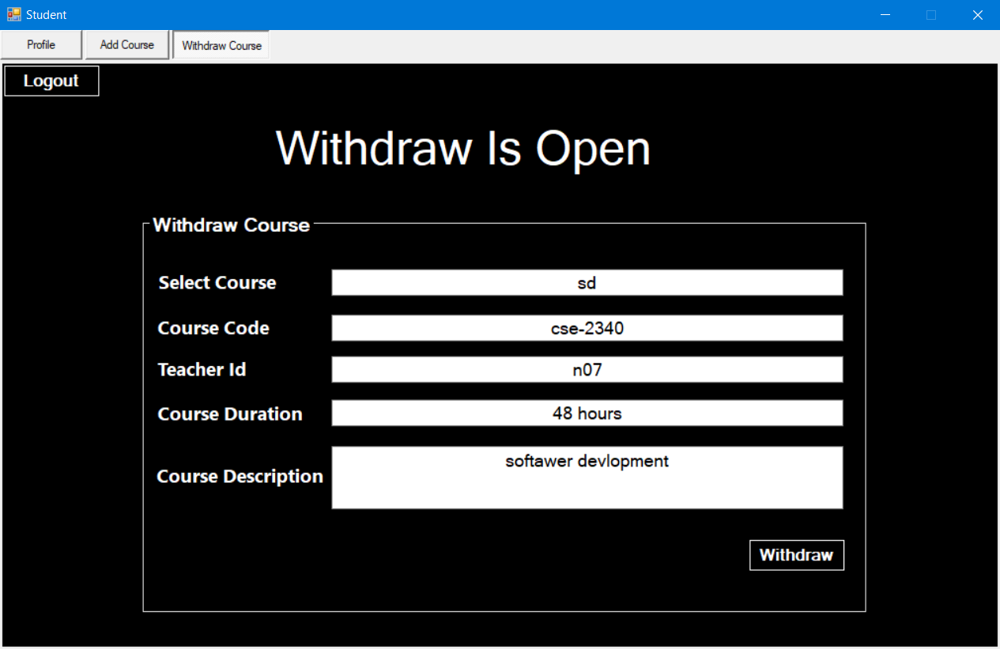 Student
Profile
Add Course
Withdraw Course
Logout
Withdraw Is Open
Withdraw Course
Select Course
sd
Course Code
cse-2340
Teacher Id
n07
Course Duration
48 hours
Course Description
softawer devlopment
Withdraw